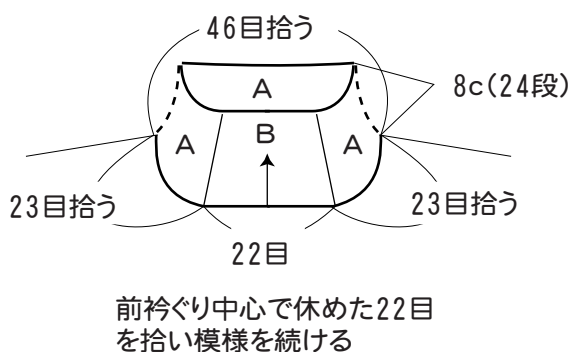 46目拾う
A
8c(24段)
B
A
A
23目拾う
23目拾う
22目
前衿ぐり中心で休めた22目
を拾い模様を続ける